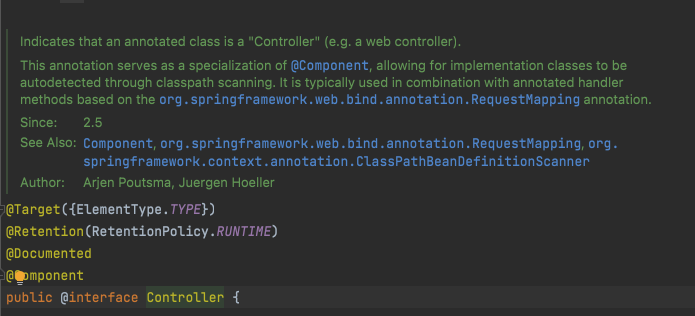 Indicates that an annotated class is a "Controller" (e.g. a web controller).
This annotation serves as a specialization of @Component, allowing for implementation classes to be
autodetected through classpath scanning. It is typically used in combination with annotated handler
methods based on the org.springframework.web.bind.annotation.RequestMapping annotation.
Since: 2.5
See Also: Component, org.springframework.web.bind.annotation.RequestMapping, org.
springframework.context.annotation.ClassPathBeanDefinitionScanner
Author: Arjen Poutsma, Juergen Hoeller
@Target({ElementType.TYPE})
@Retention(RetentionPolicy.RUNTIME)
@Documented
@Component
public @interface Controller {